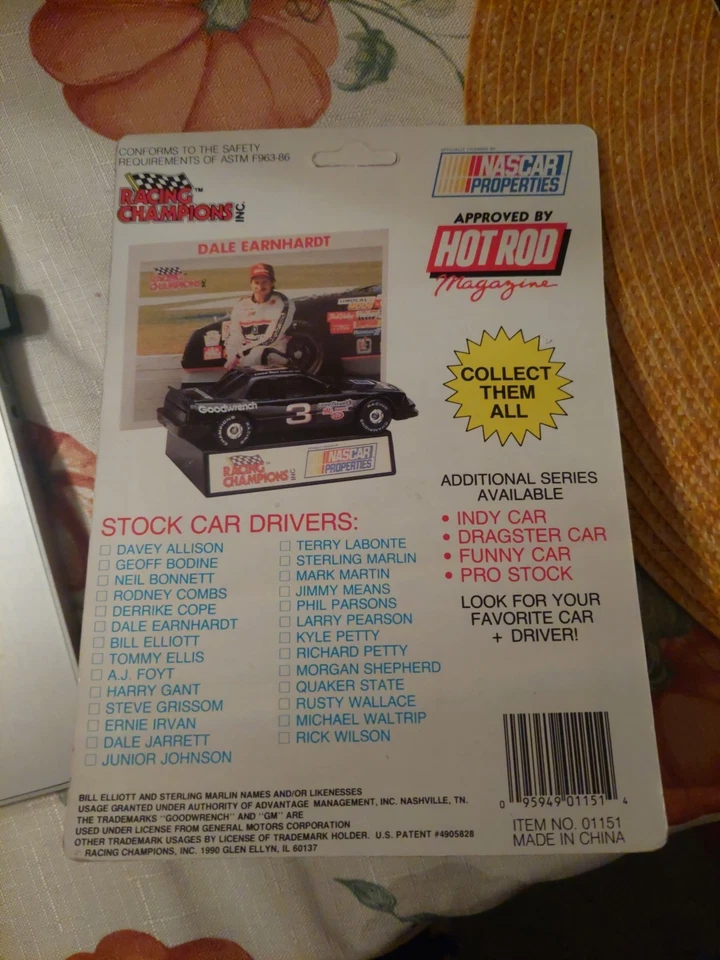 CONFORMS TO THE SAFETY
REQUIREMENTS OF ASTM F963-86
RACING
CHAMPIONS INC.
TM
OFFICIALLY LICENSED BY
NASCAR
PROPERTIES
APPROVED BY
HOT ROD
Magazine
DALE EARNHARDT
RACING
CHAMPIONS
Goodwrench
3
RACING
CHAMPIONS INC.
NASCAR
PROPERTIES
COLLECT
THEM
ALL
ADDITIONAL SERIES
AVAILABLE
• INDY CAR
• DRAGSTER CAR
• FUNNY CAR
• PRO STOCK
LOOK FOR YOUR
FAVORITE CAR
+ DRIVER!
STOCK CAR DRIVERS:
DAVEY ALLISON
GEOFF BODINE
NEIL BONNETT
RODNEY COMBS
DERRIKE COPE
DALE EARNHARDT
BILL ELLIOTT
TOMMY ELLIS
A.J. FOYT
HARRY GANT
STEVE GRISSOM
ERNIE IRVAN
DALE JARRETT
JUNIOR JOHNSON
TERRY LABONTE
STERLING MARLIN
MARK MARTIN
JIMMY MEANS
PHIL PARSONS
LARRY PEARSON
KYLE PETTY
RICHARD PETTY
MORGAN SHEPHERD
QUAKER STATE
RUSTY WALLACE
MICHAEL WALTRIP
RICK WILSON
BILL ELLIOTT AND STERLING MARLIN NAMES AND/OR LIKENESSES
USAGE GRANTED UNDER AUTHORITY OF ADVANTAGE MANAGEMENT, INC. NASHVILLE, TN.
THE TRADEMARKS "GOODWRENCH" AND "GM" ARE
USED UNDER LICENSE FROM GENERAL MOTORS CORPORATION
OTHER TRADEMARK USAGES BY LICENSE OF TRADEMARK HOLDER. U.S. PATENT #4905828
© RACING CHAMPIONS, INC. 1990 GLEN ELLYN, IL 60137
0 95949 01151 4
ITEM NO. 01151
MADE IN CHINA